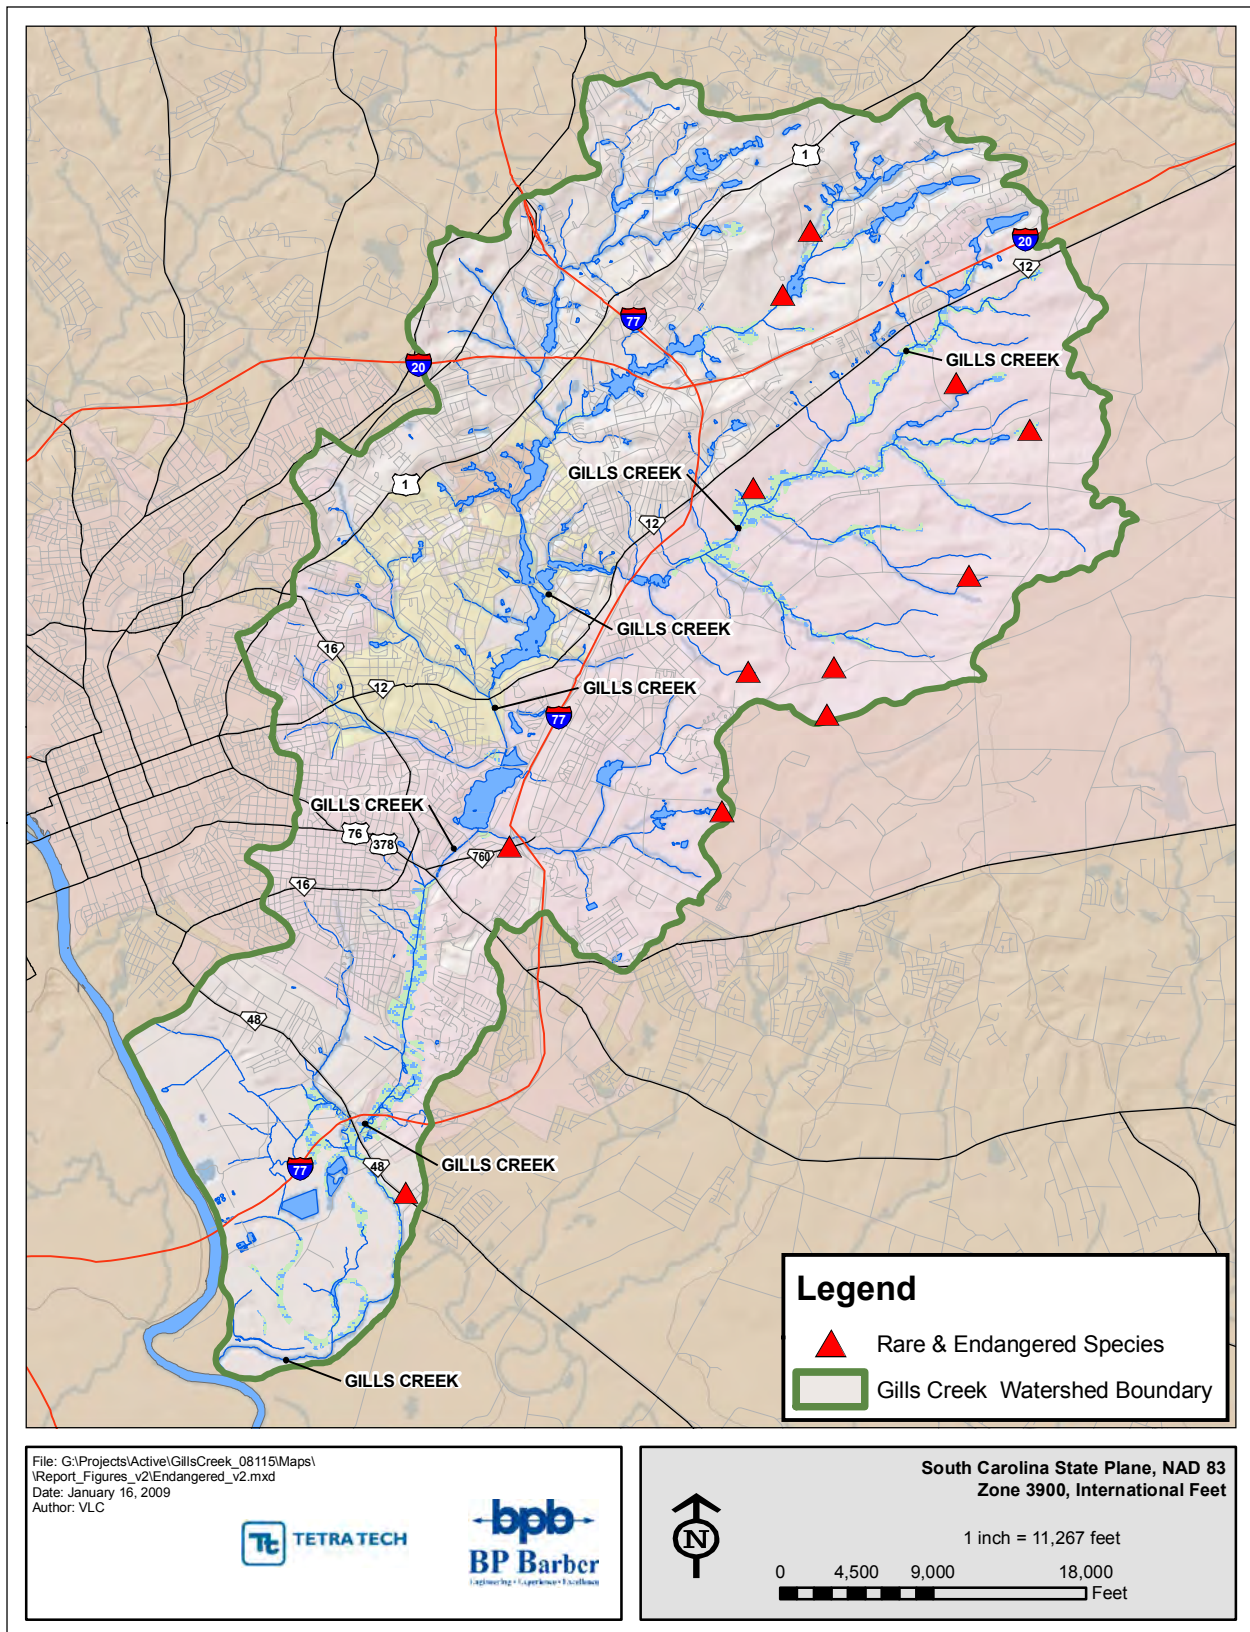 1
20
12
77
GILLS CREEK
20
GILLS CREEK
1
12
GILLS CREEK
16
12
GILLS CREEK
77
GILLS CREEK
76
378
760
16
48
GILLS CREEK
77
48
GILLS CREEK
Legend
Rare & Endangered Species
Gills Creek Watershed Boundary
File: G:\Projects\Active\GillsCreek_08115\Maps\
\Report_Figures_v2\Endangered_v2.mxd
Date: January 16, 2009
Author: VLC
Tt TETRA TECH
bpb
BP Barber
Engineering • Experience • Excellence
South Carolina State Plane, NAD 83
Zone 3900, International Feet
N
1 inch = 11,267 feet
0 4,500 9,000 18,000
Feet